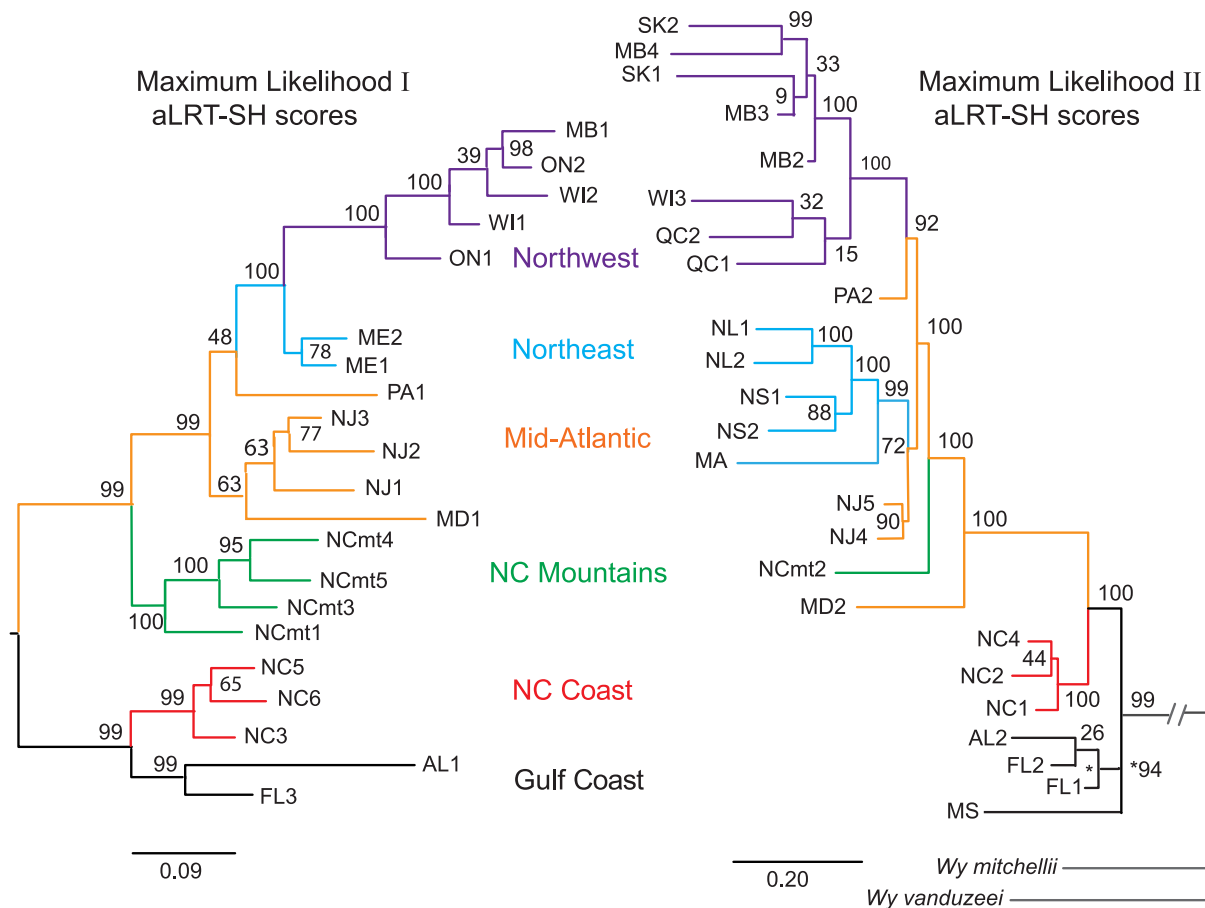 Maximum Likelihood I
aLRT-SH scores
MB1
98
39
ON2
100
WI2
100
WI1
ON1
100
ME2
78
ME1
48
PA1
99
NJ3
77
NJ2
63
NJ1
63
MD1
99
NCmt4
95
NCmt5
100
NCmt3
100
NCmt1
NC5
65
NC6
99
NC3
99
99
AL1
FL3
0.09
Northwest
Northeast
Mid-Atlantic
NC Mountains
NC Coast
Gulf Coast
Maximum Likelihood II
aLRT-SH scores
SK2
99
MB4
33
SK1
9
MB3
100
MB2
100
WI3
32
QC2
15
QC1
92
PA2
100
NL1
100
NL2
100
NS1
88
NS2
99
MA
72
100
NJ5
90
NJ4
NCmt2
100
MD2
100
NC4
44
NC2
100
NC1
99
AL2
26
FL2
*
FL1
*94
MS
0.20
Wy mitchellii
Wy vanduzeei